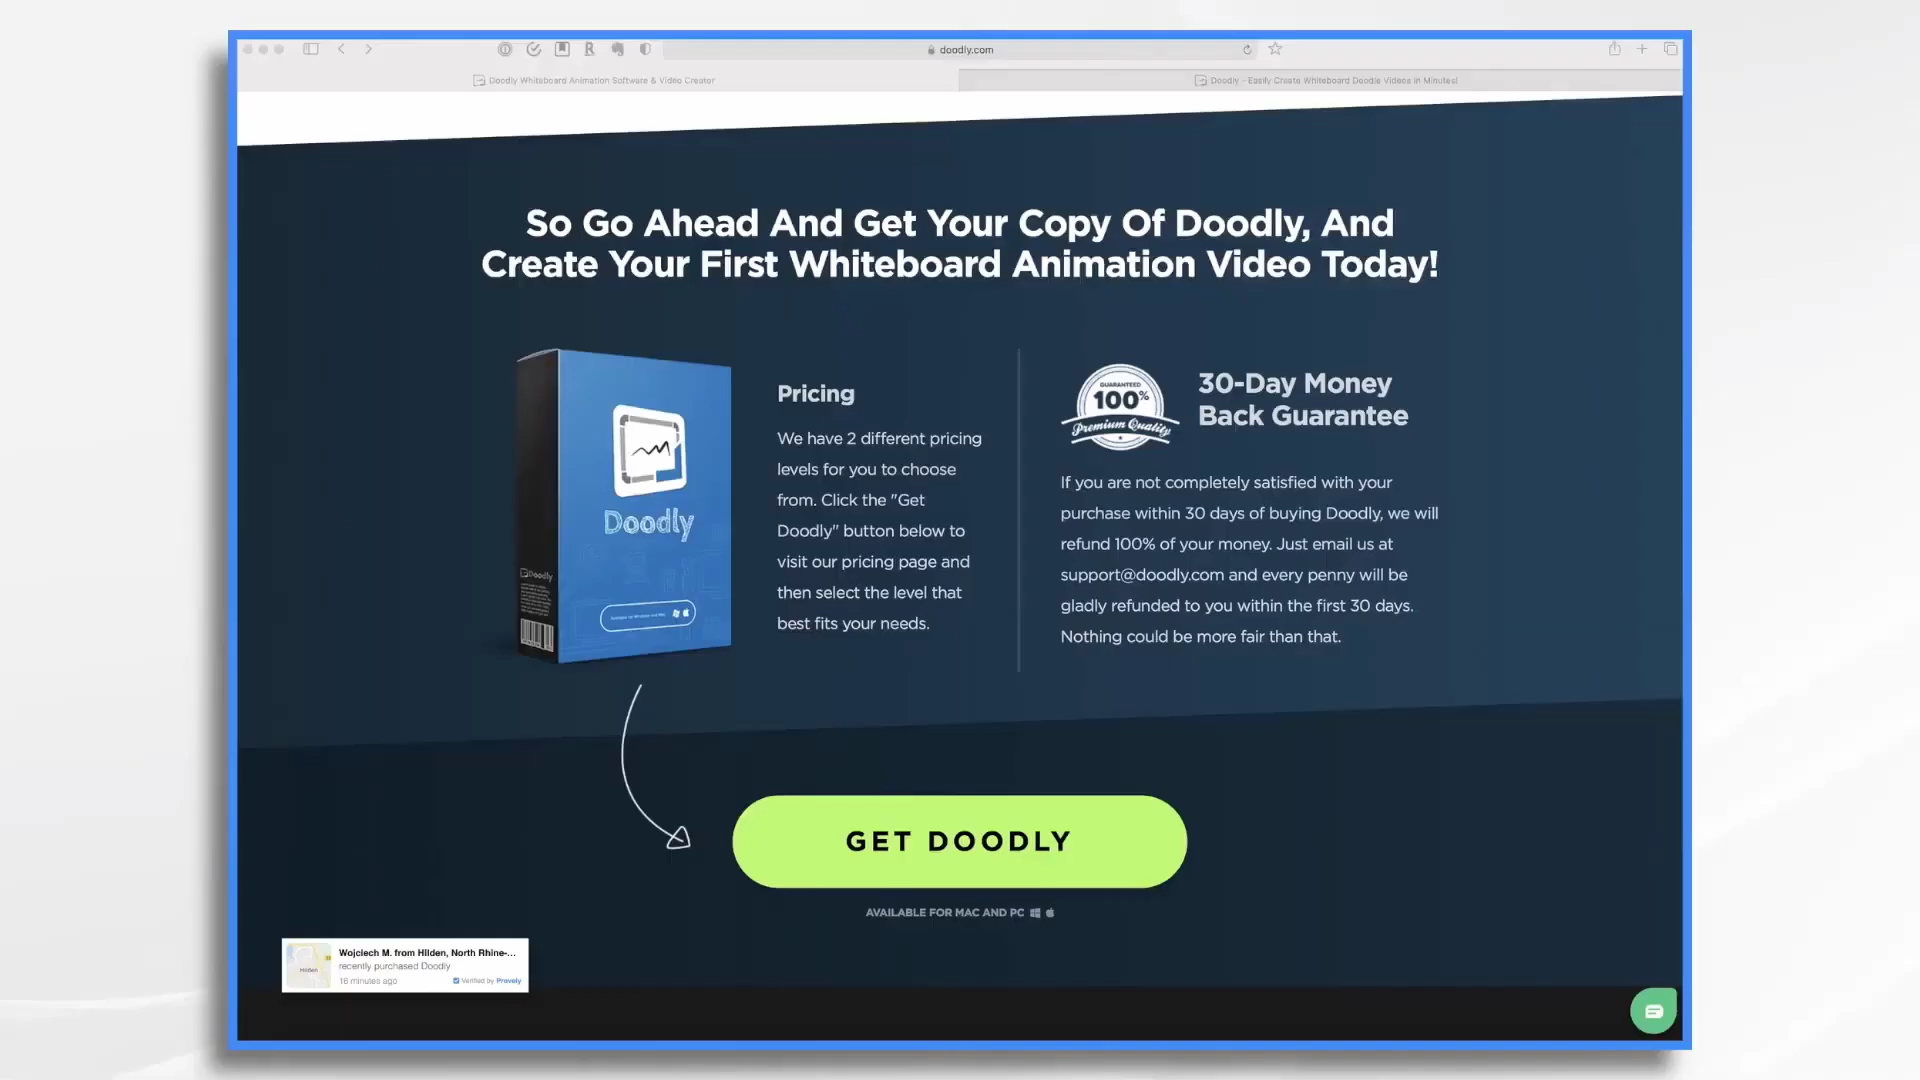 doodly.com
Doodly Whiteboard Animation Software & Video Creator
Doodly - Easily Create Whiteboard Doodle Videos in Minutes!
So Go Ahead And Get Your Copy Of Doodly, And
Create Your First Whiteboard Animation Video Today!
Doodly
Doodly
Pricing
We have 2 different pricing
levels for you to choose
from. Click the "Get
Doodly" button below to
visit our pricing page and
then select the level that
best fits your needs.
GUARANTEED
100%
Premium Quality
30-Day Money
Back Guarantee
If you are not completely satisfied with your
purchase within 30 days of buying Doodly, we will
refund 100% of your money. Just email us at
support@doodly.com and every penny will be
gladly refunded to you within the first 30 days.
Nothing could be more fair than that.
GET DOODLY
AVAILABLE FOR MAC AND PC
Hilden
Wojciech M. from Hilden, North Rhine-...
recently purchased Doodly
16 minutes ago
Verified by Provely